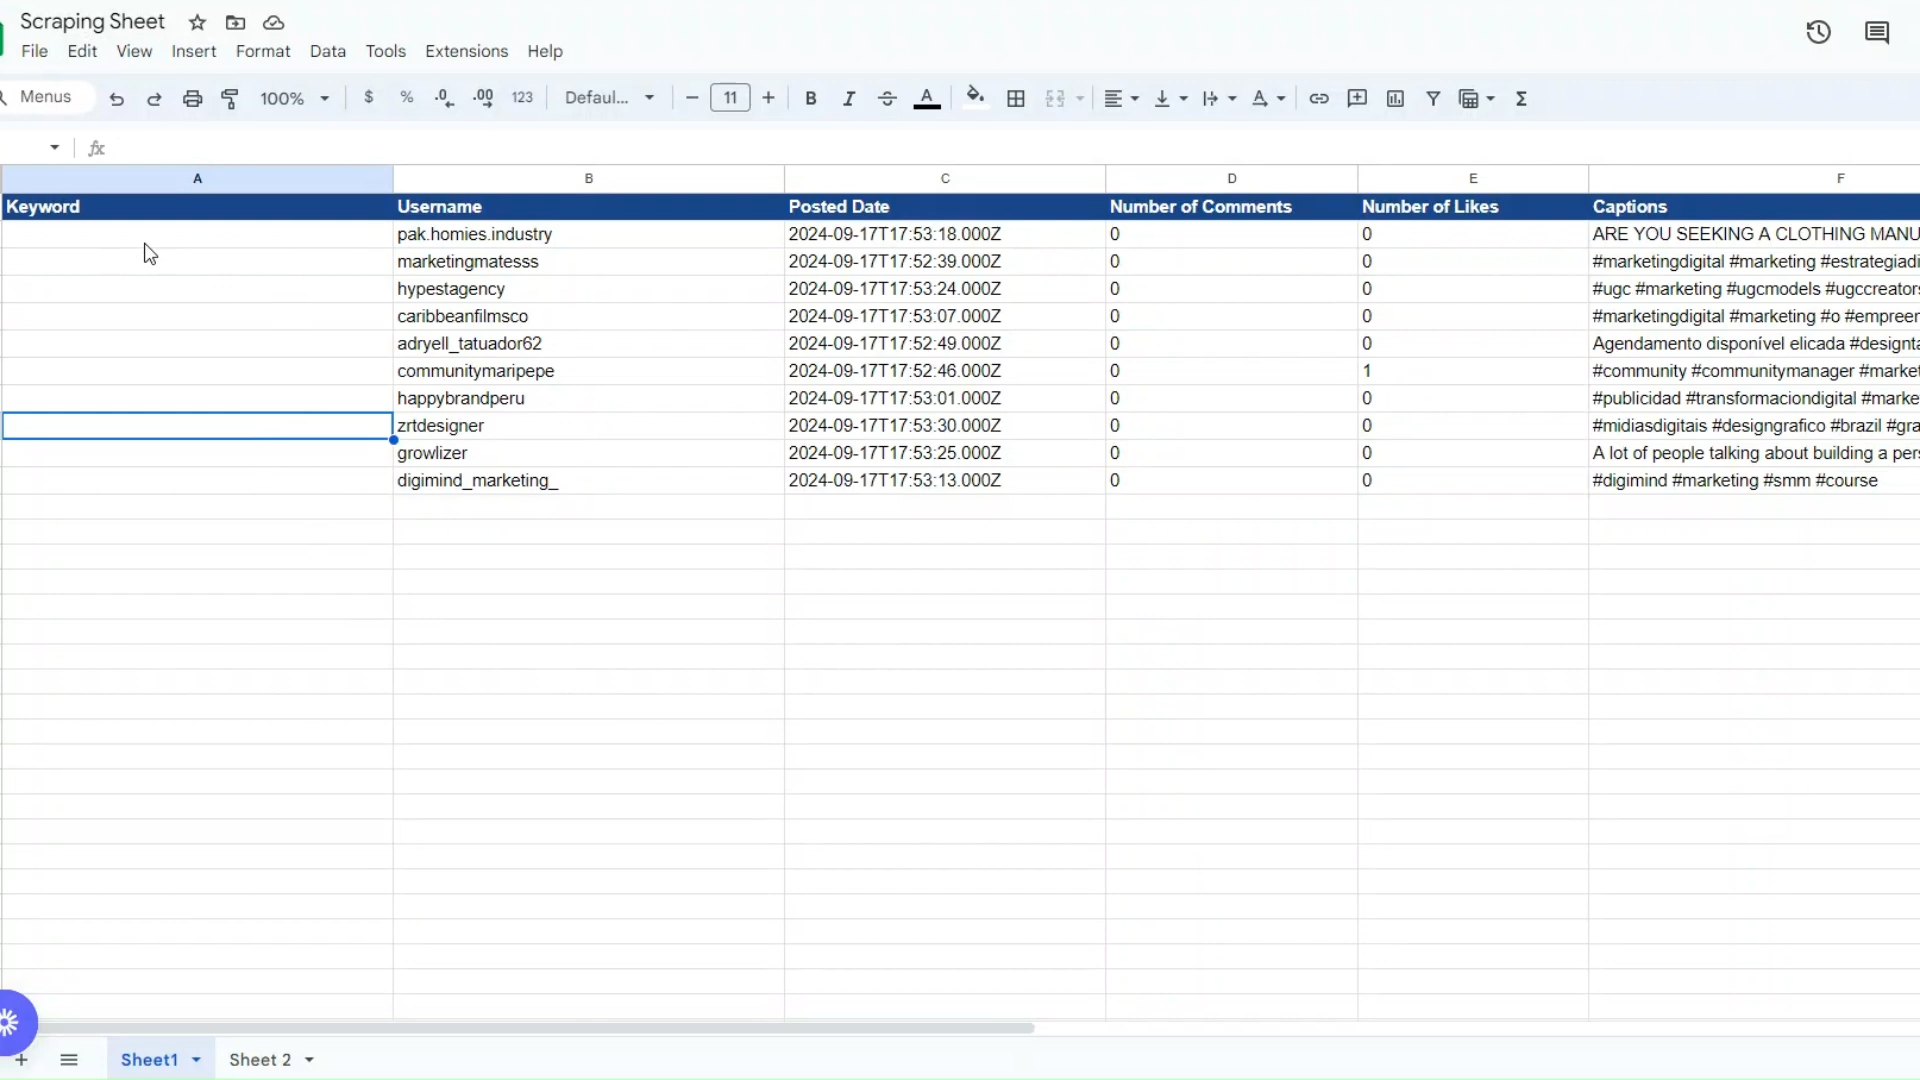 Scraping Sheet
File Edit View Insert Format Data Tools Extensions Help
Menus 100% $ % .0 .00 123 Defaul... 11 B I A Σ
fx
A B C D E F
Keyword Username Posted Date Number of Comments Number of Likes Captions
pak.homies.industry 2024-09-17T17:53:18.000Z 0 0 ARE YOU SEEKING A CLOTHING MANU
marketingmatesss 2024-09-17T17:52:39.000Z 0 0 #marketingdigital #marketing #estrategiadi
hypestagency 2024-09-17T17:53:24.000Z 0 0 #ugc #marketing #ugcmodels #ugccreators
caribbeanfilmsco 2024-09-17T17:53:07.000Z 0 0 #marketingdigital #marketing #o #empreer
adryell_tatuador62 2024-09-17T17:52:49.000Z 0 0 Agendamento disponível elicada #designta
communitymaripepe 2024-09-17T17:52:46.000Z 0 1 #community #communitymanager #market
happybrandperu 2024-09-17T17:53:01.000Z 0 0 #publicidad #transformaciondigital #marke
zrtdesigner 2024-09-17T17:53:30.000Z 0 0 #midiasdigitais #designgrafico #brazil #gra
growlizer 2024-09-17T17:53:25.000Z 0 0 A lot of people talking about building a pers
digimind_marketing_ 2024-09-17T17:53:13.000Z 0 0 #digimind #marketing #smm #course
Sheet1 Sheet 2